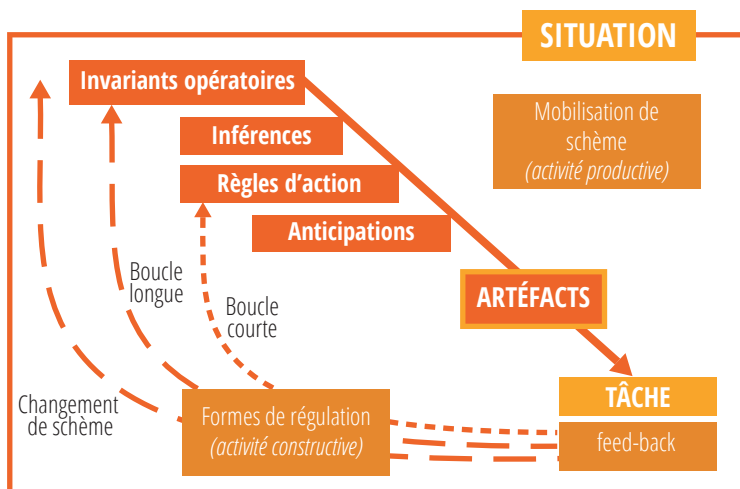 SITUATION
Invariants opératoires
Mobilisation de
schème
(activité productive)
Inférences
Règles d'action
Anticipations
Boucle
longue
Boucle
courte
ARTÉFACTS
TÂCHE
Changement
de schème
Formes de régulation
(activité constructive)
feed-back